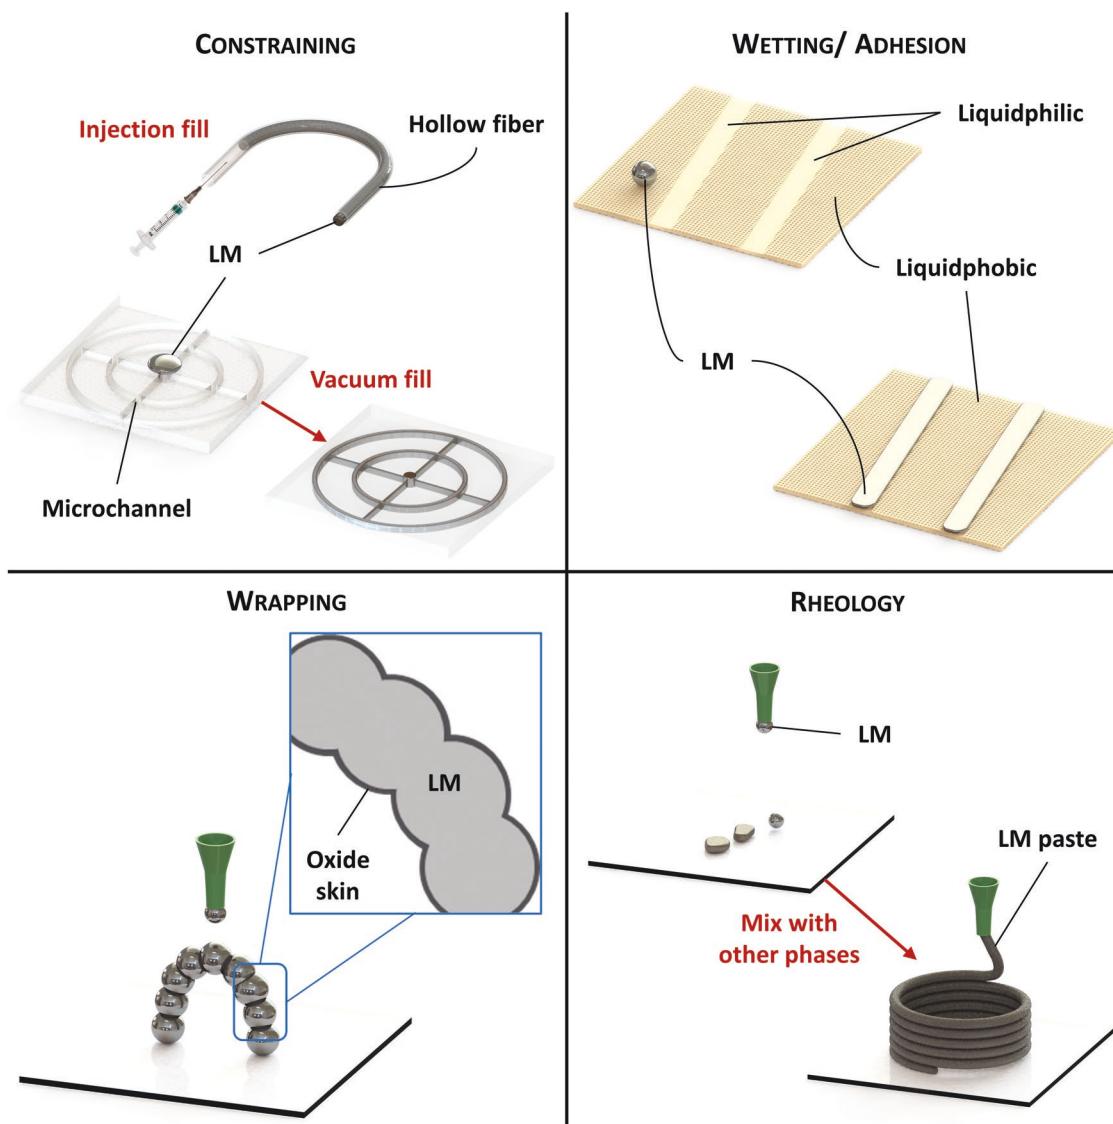 CONSTRAINING
Injection fill
Hollow fiber
LM
Vacuum fill
Microchannel
WETTING/ ADHESION
Liquidphilic
Liquidphobic
LM
WRAPPING
LM
Oxide
skin
RHEOLOGY
LM
LM paste
Mix with
other phases